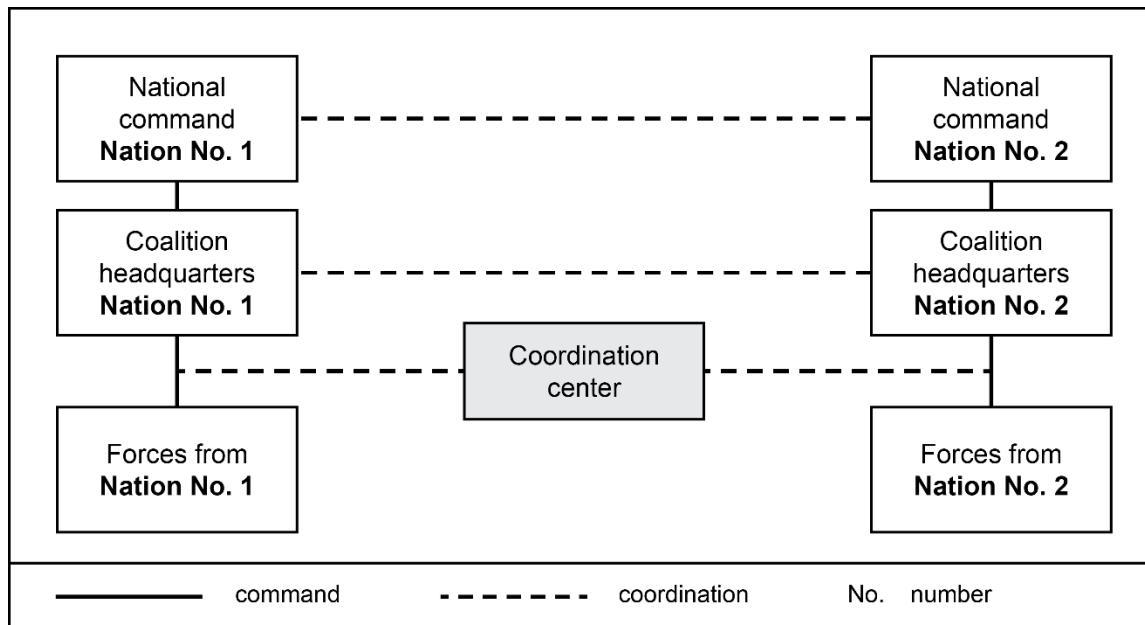 National
command
Nation No. 1
National
command
Nation No. 2
Coalition
headquarters
Nation No. 1
Coalition
headquarters
Nation No. 2
Coordination
center
Forces from
Nation No. 1
Forces from
Nation No. 2
command
coordination
No. number